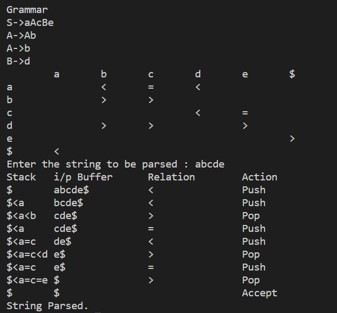 Grammar
S->aAcBe
A->Ab
A->b
B->d
        a       b       c       d       e       $
a               <       =       <
b               >       >
c                               <       =
d               >       >               >
e                                               >
$       <
Enter the string to be parsed : abcde
Stack   i/p Buffer      Relation        Action
$       abcde$          <               Push
$<a     bcde$           <               Push
$<a<b   cde$            >               Pop
$<a     cde$            =               Push
$<a=c   de$             <               Push
$<a=c<d e$              >               Pop
$<a=c   e$              =               Push
$<a=c=e $               >               Pop
$       $                               Accept
String Parsed.